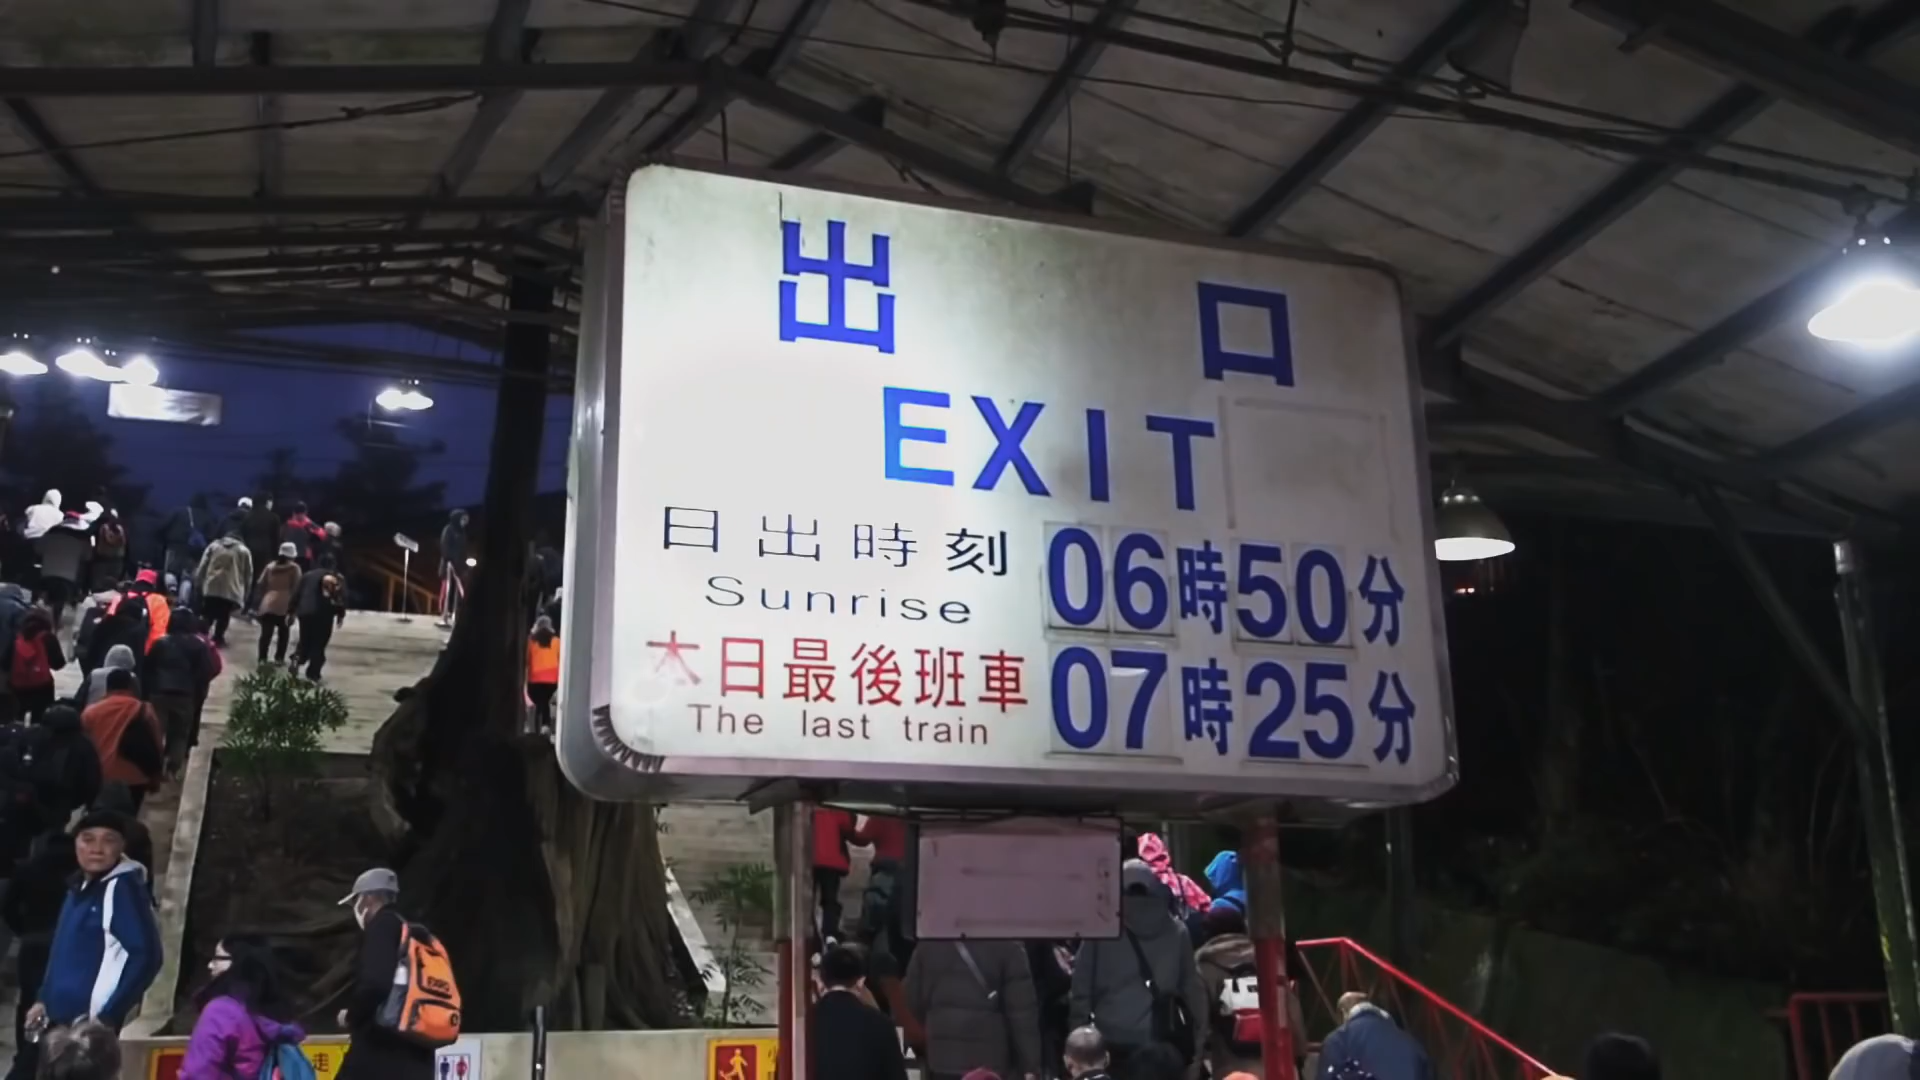 出 口
EXIT
日出時刻 06時50分
Sunrise
本日最後班車 07時25分
The last train